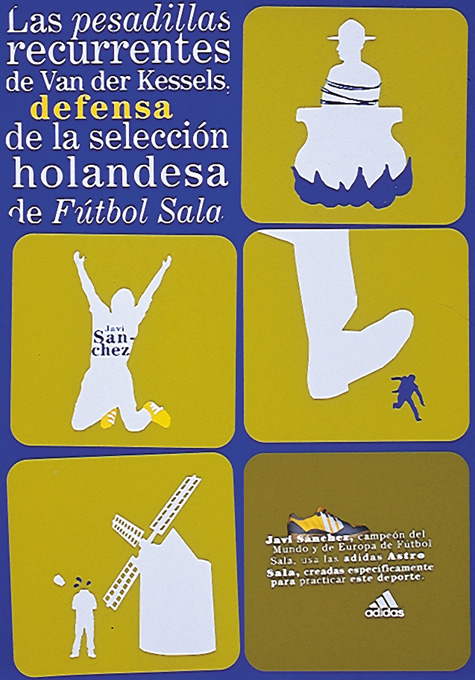 Las pesadillas
recurrentes
de Van der Kessels,
defensa
de la selección
holandesa
de Fútbol Sala
Javi
Sán-
chez
Javi Sánchez, campeón del
Mundo y de Europa de Fútbol
Sala, usa las adidas Astro
Sala, creadas específicamente
para practicar este deporte.
adidas